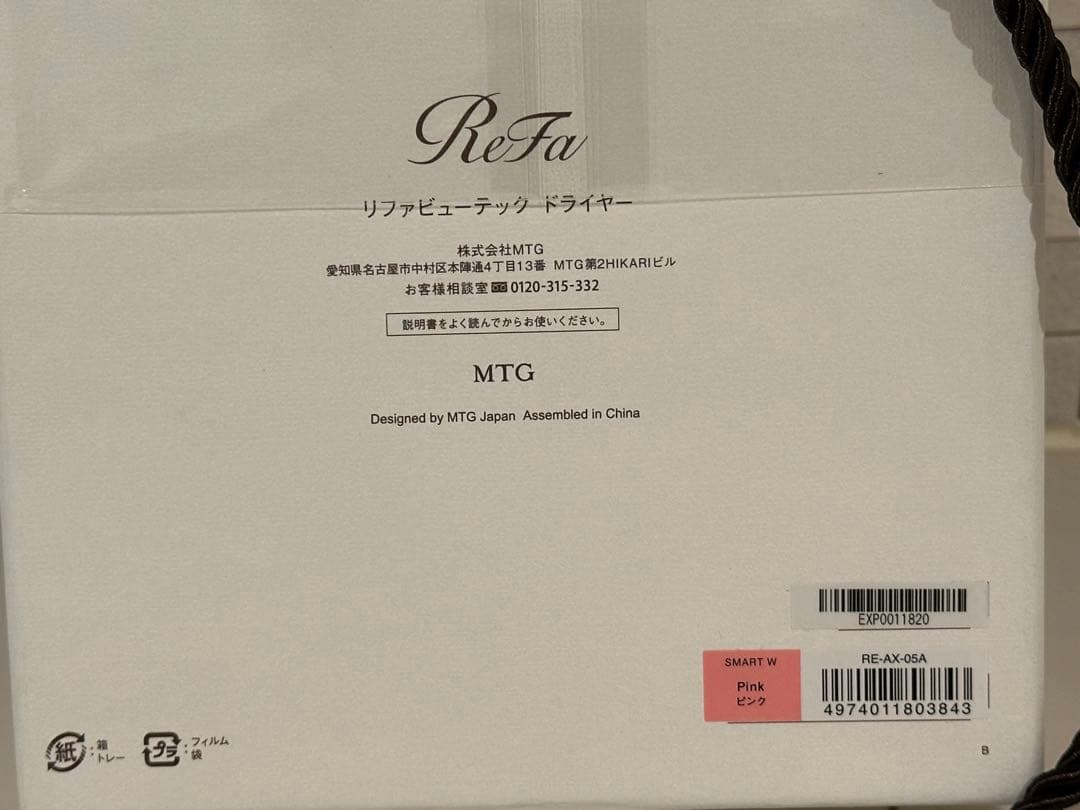 ReFa
リファビューテック ドライヤー
株式会社MTG
愛知県名古屋市中村区本陣通4丁目13番 MTG第2HIKARIビル
お客様相談室 0120-315-332
説明書をよく読んでからお使いください。
MTG
Designed by MTG Japan Assembled in China
EXP0011820
SMART W
Pink
ピンク
RE-AX-05A
4974011803843
紙：箱
トレー
プラ：フィルム
袋
B